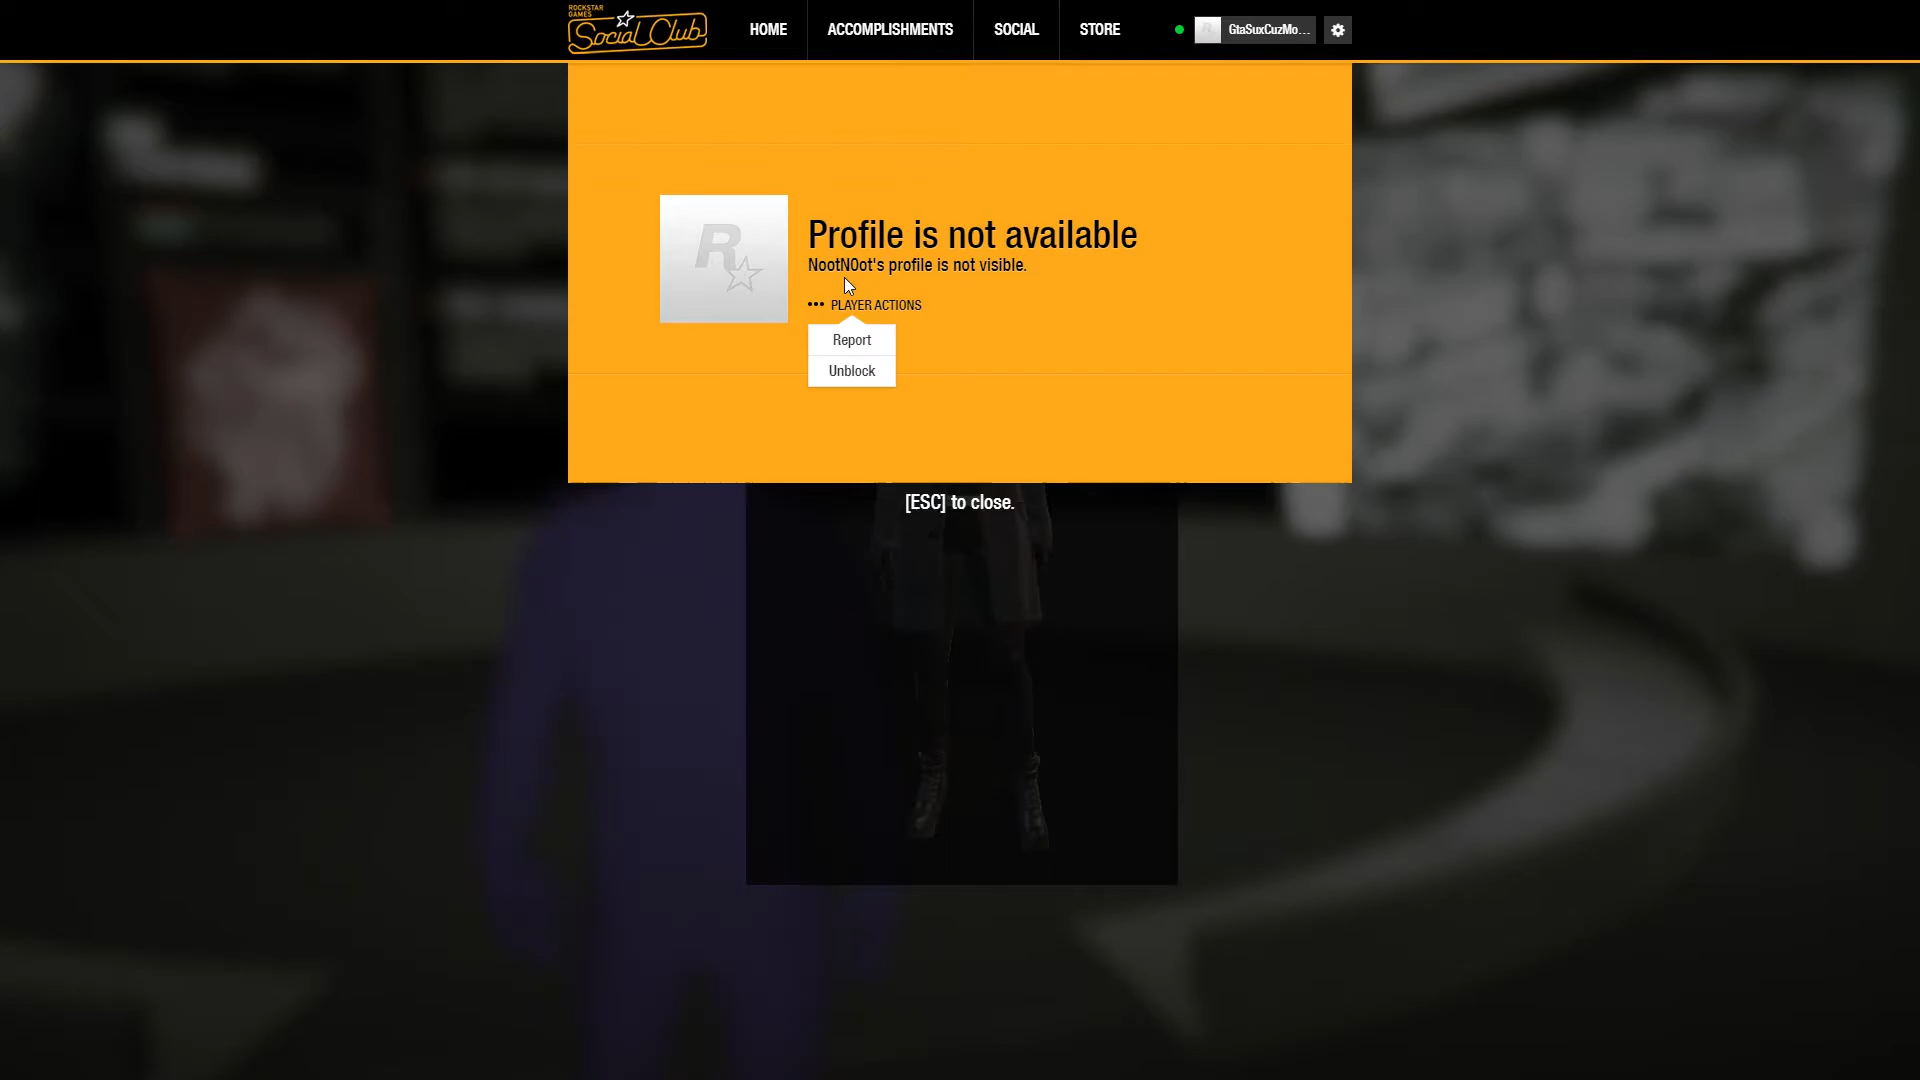 ROCKSTAR
GAMES
Social Club
HOME
ACCOMPLISHMENTS
SOCIAL
STORE
GtaSuxCuzMo...
Profile is not available
NootN0ot's profile is not visible.
••• PLAYER ACTIONS
Report
Unblock
[ESC] to close.